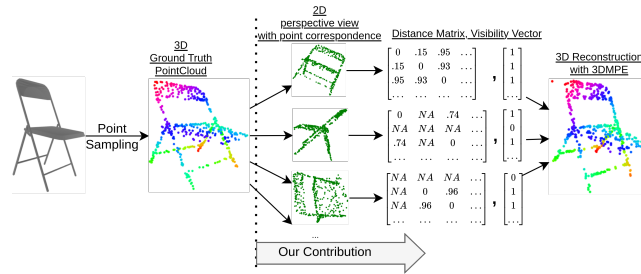 2D
perspective view
with point correspondence
Distance Matrix, Visibility Vector
3D
Ground Truth
PointCloud
3D Reconstruction
with 3DMPE
Point
Sampling
0 .15 .95 ...
.15 0 .93 ...
.95 .93 0 ...
... ... ... ...
,
1
1
1
...
0 NA .74 ...
NA NA NA ...
.74 NA 0 ...
... ... ... ...
,
1
0
1
...
NA NA NA ...
NA 0 .96 ...
NA .96 0 ...
... ... ... ...
,
0
1
1
...
...
Our Contribution